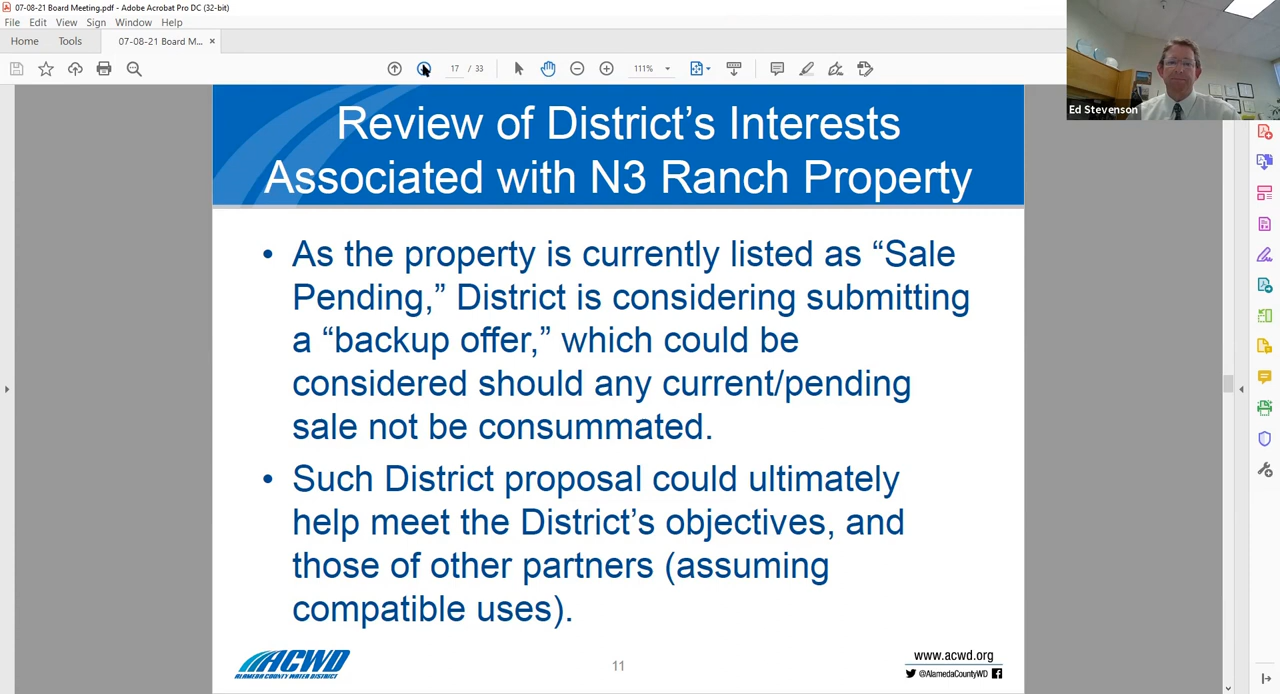 07-08-21 Board Meeting.pdf - Adobe Acrobat Pro DC (32-bit)
File Edit View Sign Window Help
Home Tools 07-08-21 Board M... ×
17 / 33 111%
Ed Stevenson
Review of District’s Interests
Associated with N3 Ranch Property
• As the property is currently listed as “Sale
Pending,” District is considering submitting
a “backup offer,” which could be
considered should any current/pending
sale not be consummated.
• Such District proposal could ultimately
help meet the District’s objectives, and
those of other partners (assuming
compatible uses).
ACWD
ALAMEDA COUNTY WATER DISTRICT
11
www.acwd.org
@AlamedaCountyWD